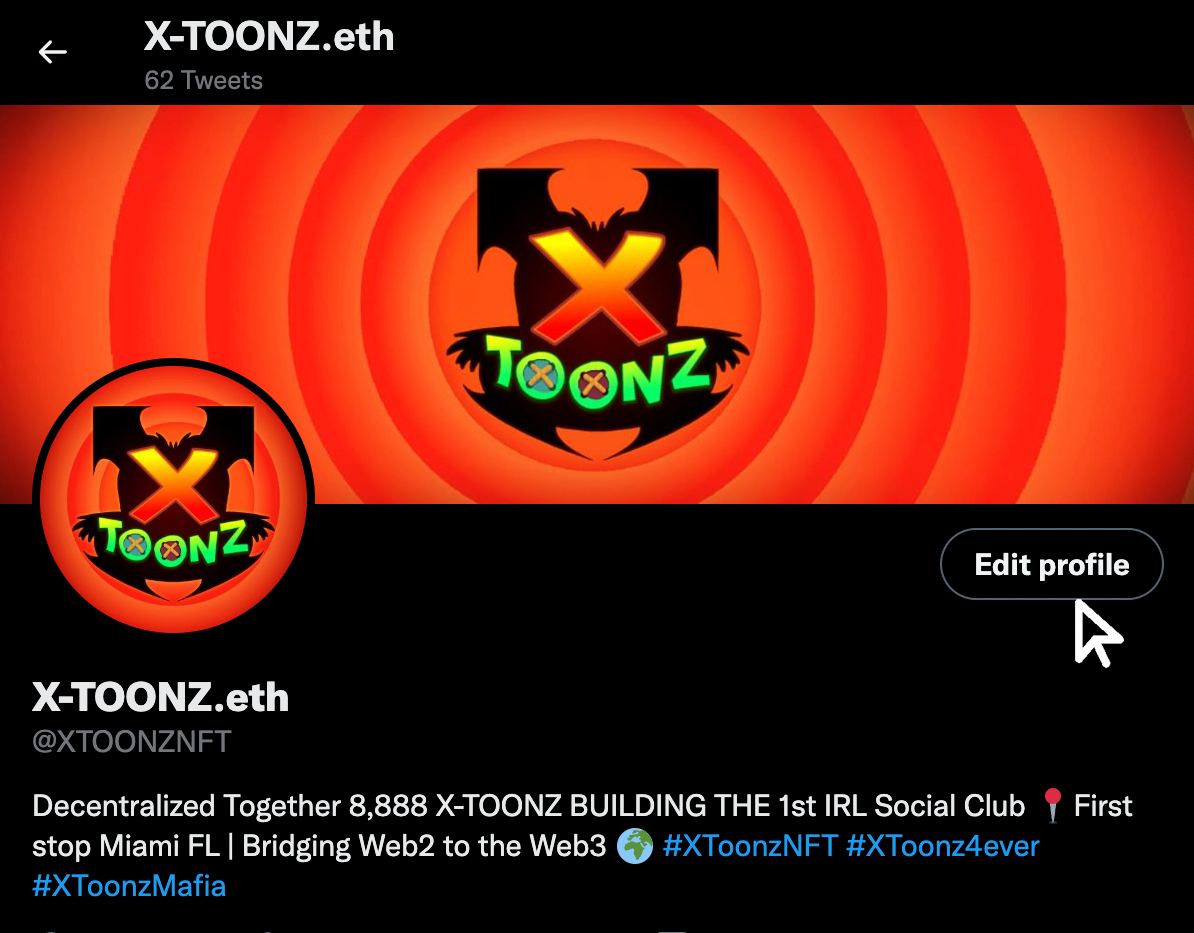 X-TOONZ.eth
62 Tweets
X
TOONZ
X
TOONZ
Edit profile
X-TOONZ.eth
@XTOONZNFT
Decentralized Together 8,888 X-TOONZ BUILDING THE 1st IRL Social Club 📍 First
stop Miami FL | Bridging Web2 to the Web3 🌍 #XToonzNFT #XToonz4ever
#XToonzMafia